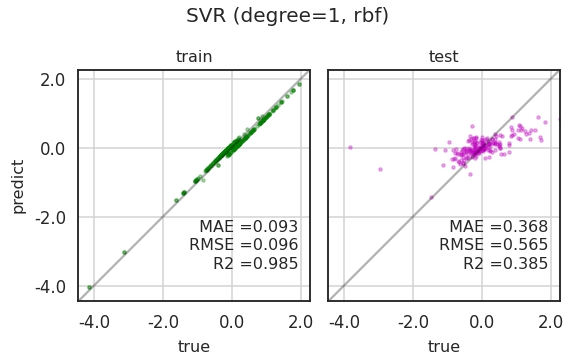 SVR (degree=1, rbf)
train
test
predict
2.0
0.0
-2.0
-4.0
MAE =0.093
RMSE =0.096
R2 =0.985
MAE =0.368
RMSE =0.565
R2 =0.385
-4.0 -2.0 0.0 2.0
-4.0 -2.0 0.0 2.0
true
true